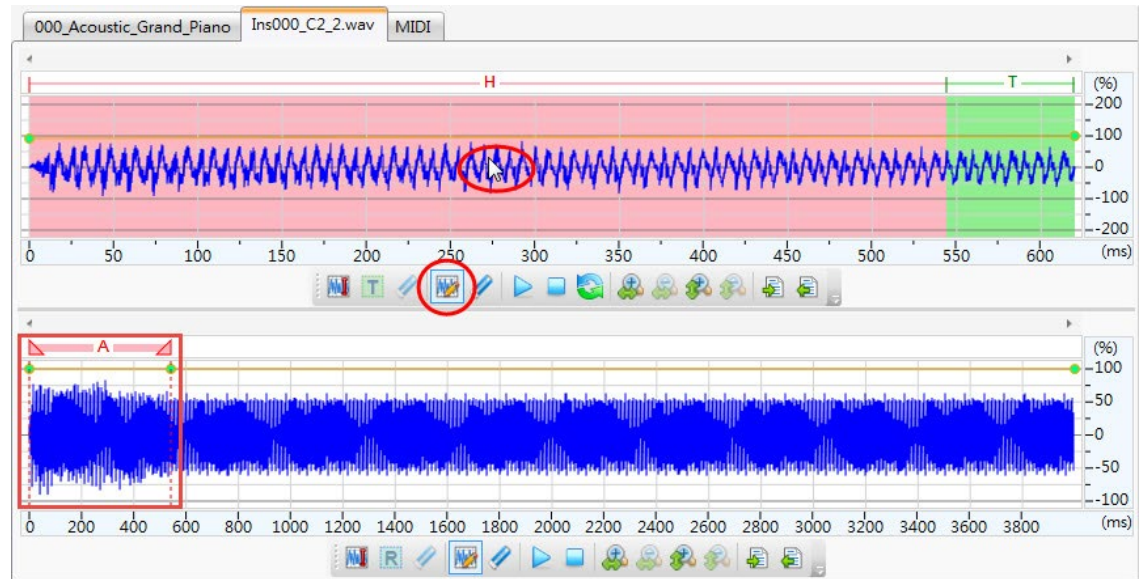 000_Acoustic_Grand_Piano Ins000_C2_2.wav MIDI
H T (%)
200
100
0
-100
-200
0 50 100 150 200 250 300 350 400 450 500 550 600 (ms)
T
A (%)
100
50
0
-50
-100
0 200 400 600 800 1000 1200 1400 1600 1800 2000 2200 2400 2600 2800 3000 3200 3400 3600 3800 (ms)
R